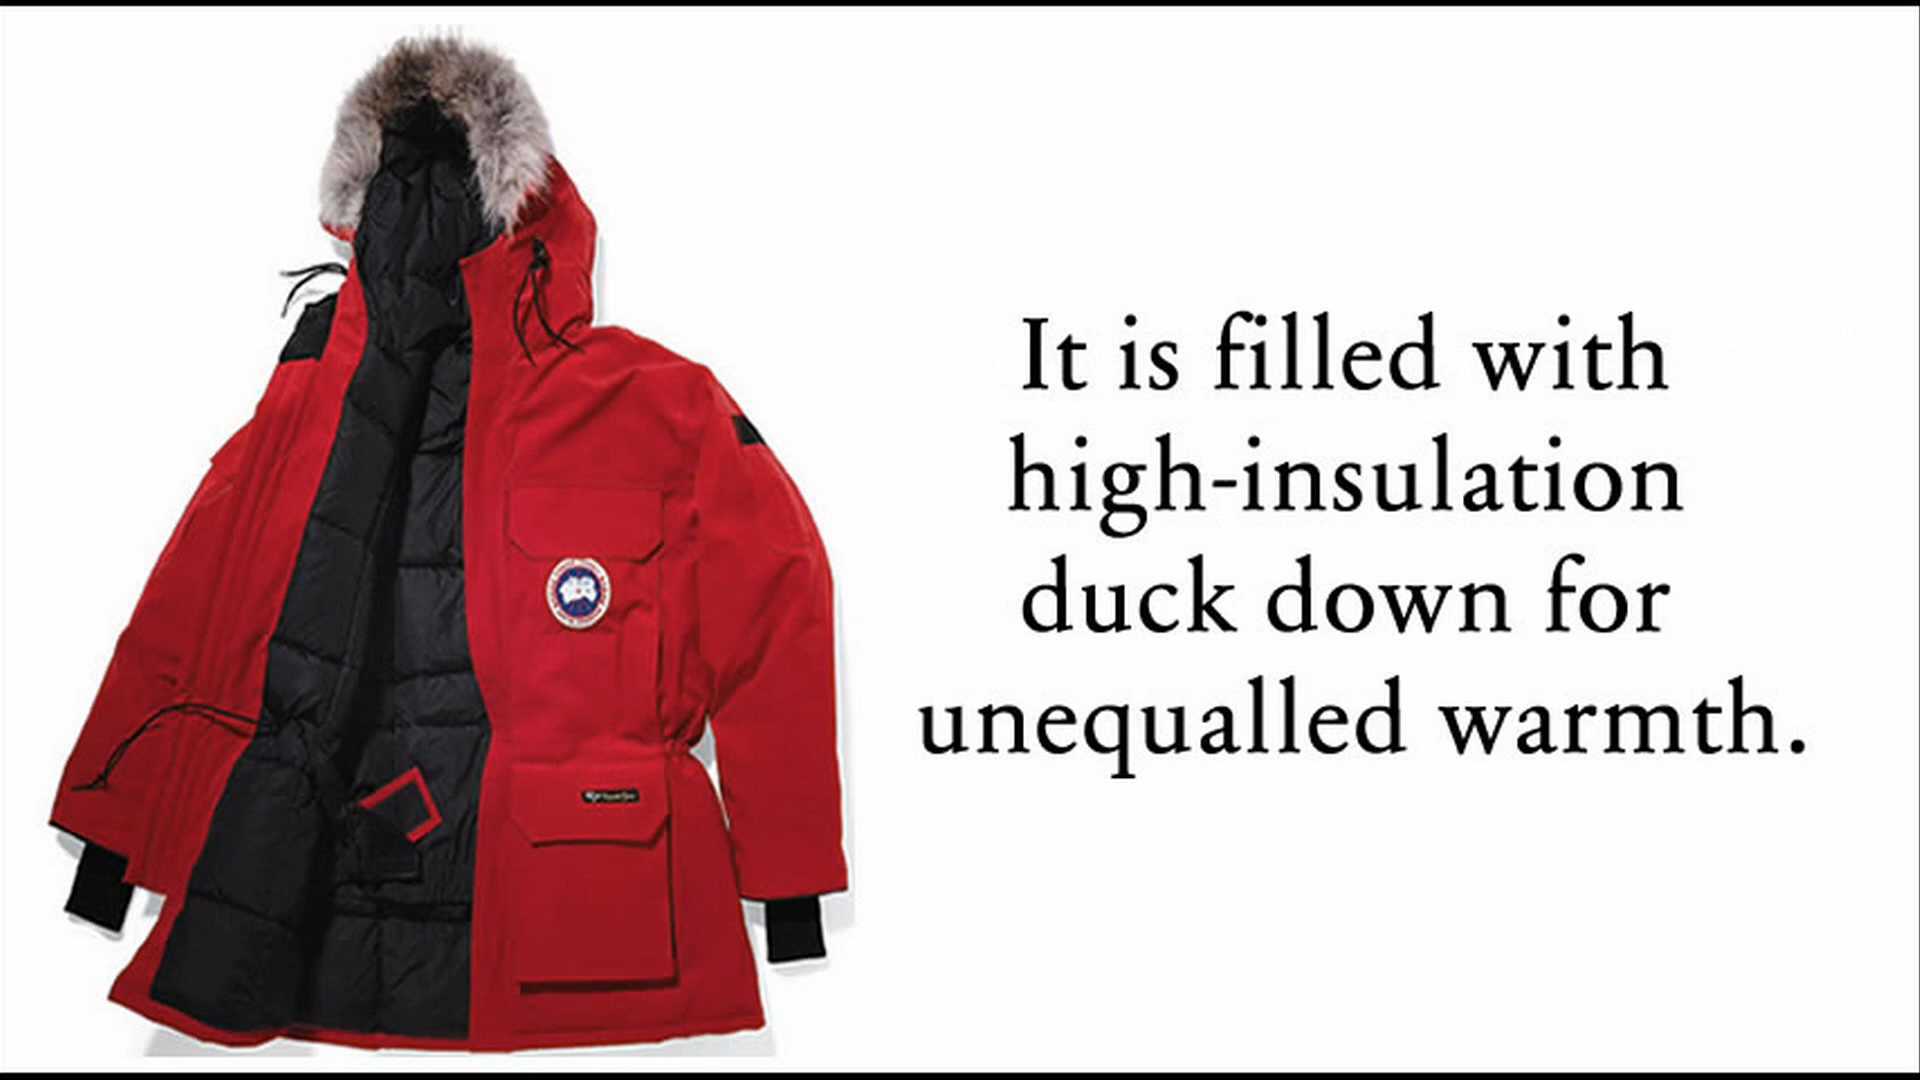 It is filled with
high-insulation
duck down for
unequalled warmth.